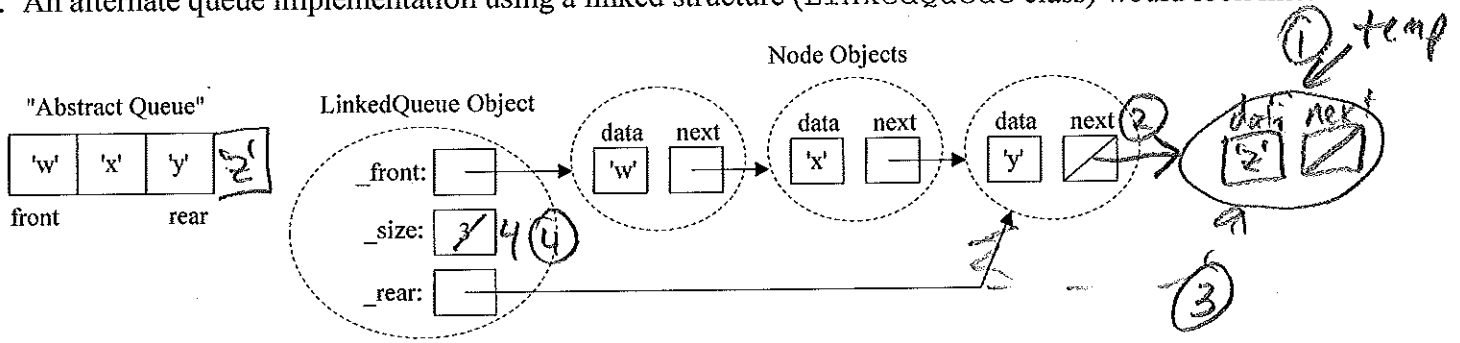 . An alternate queue implementation using a linked structure (LinkedQueue class) would look
① temp
Node Objects
"Abstract Queue"
LinkedQueue Object
data next
data next
data next ②
data next
'w' 'x' 'y' 'z'
_front:
'w'
'x'
'y'
'z'
front rear
_size: 3 4 ④
_rear:
③